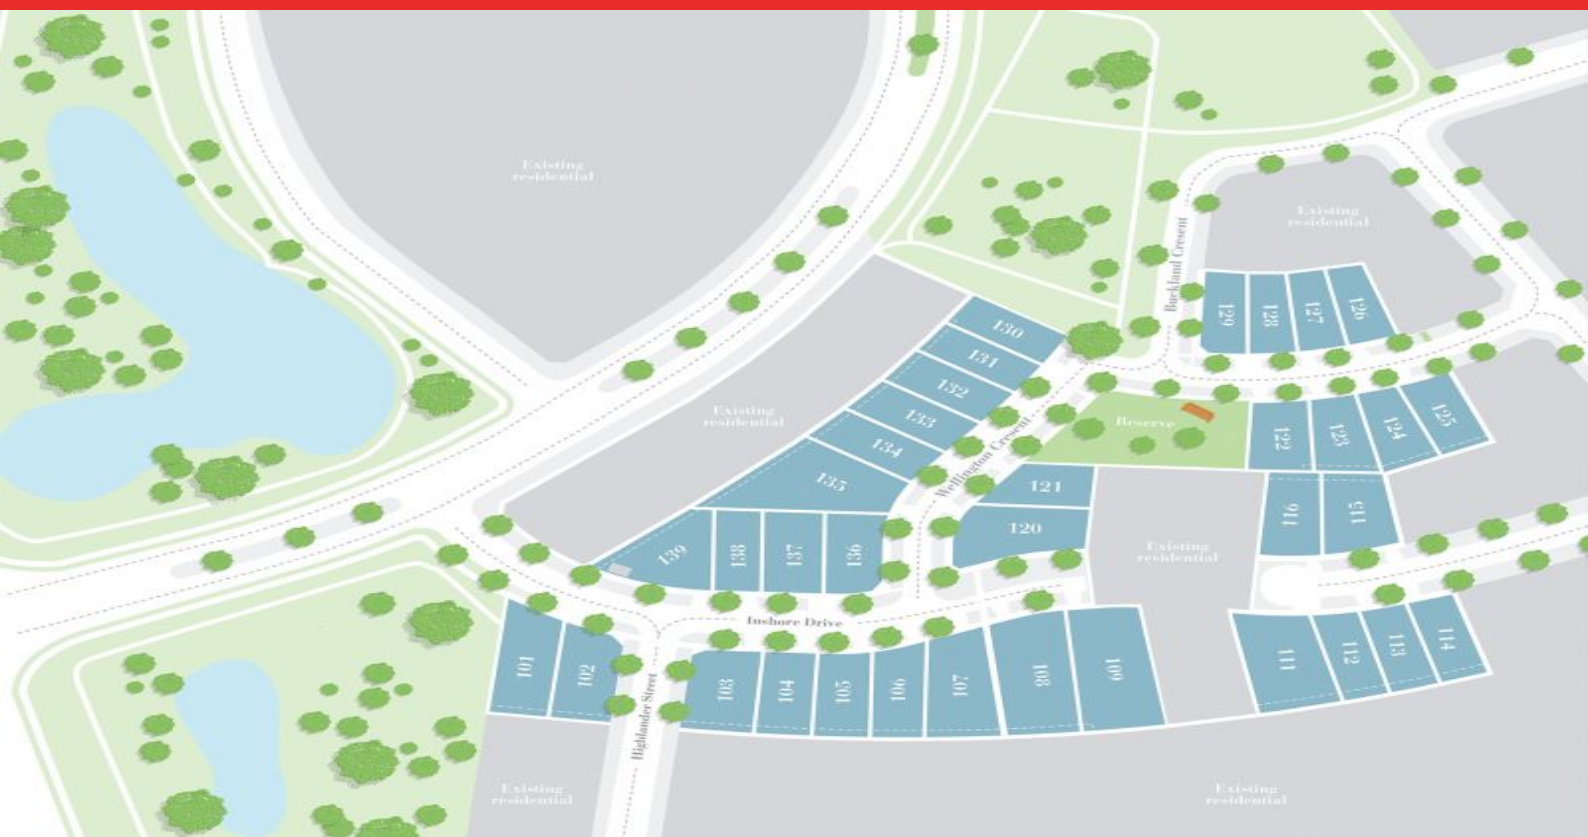 Existing
residential
Existing
residential
Buckland Cresent
129
128
127
126
130
131
132
133
134
135
Existing
residential
Wellington Cresent
Reserve
122
123
124
125
121
120
116
115
139
138
137
136
Existing
residential
Inshore Drive
101
102
Highlander Street
103
104
105
106
107
108
109
111
112
113
114
Existing
residential
Existing
residential